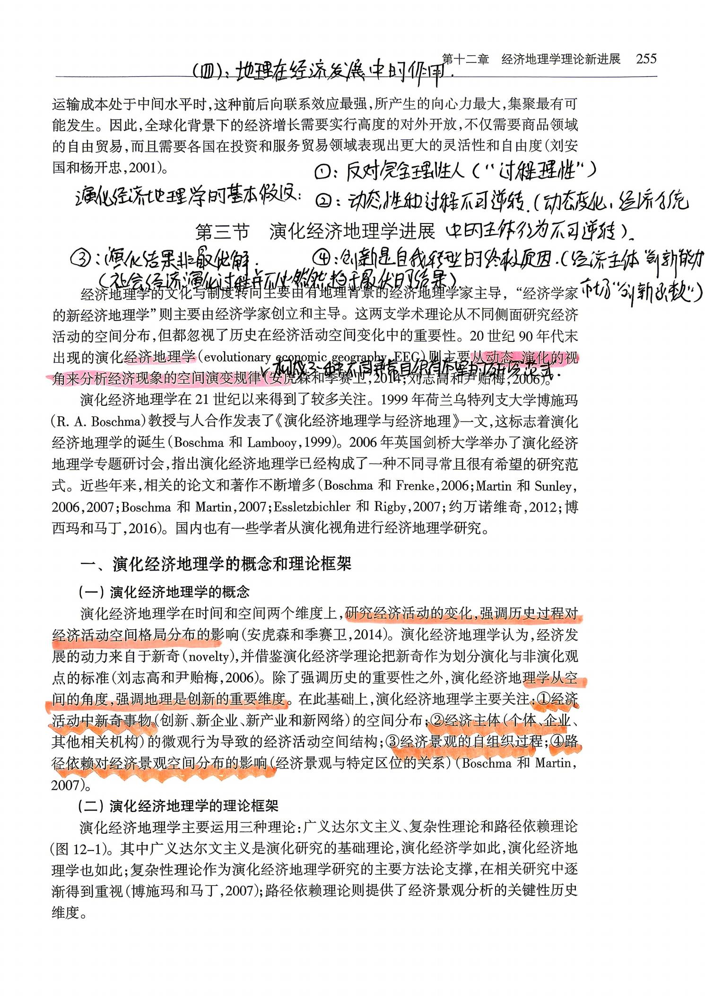 第十二章 经济地理学理论新进展 255
(四):地理在经济发展中的作用.
运输成本处于中间水平时,这种前后向联系效应最强,所产生的向心力最大,集聚最有可
能发生。因此,全球化背景下的经济增长需要实行高度的对外开放,不仅需要商品领域
的自由贸易,而且需要各国在投资和服务贸易领域表现出更大的灵活性和自由度(刘安
国和杨开忠,2001)。
①:反对完全理性人(“过程理性”)
演化经济地理学的基本假设:
②:动态性和过程不可逆转.(动态变化,经济系统
中的主体行为不可逆转).
第三节 演化经济地理学进展
③:演化结果非最优解.
(社会经济演化过程并不必然趋于最优的结果).
④:创新是自我转型的终极原因.(经济主体“创新能力”
市场“创新函数”)
经济地理学的文化与制度转向主要由有地理背景的经济地理学家主导,“经济学家
的新经济地理学”则主要由经济学家创立和主导。这两支学术理论从不同侧面研究经济
活动的空间分布,但都忽视了历史在经济活动空间变化中的重要性。20 世纪 90 年代末
出现的演化经济地理学(evolutionary economic geography,EEG)则主要从动态、演化的视
√构成了一种不同寻常且很有希望的研究范式.
角来分析经济现象的空间演变规律(安虎森和季赛卫,2014;刘志高和尹贻梅,2006)。
演化经济地理学在 21 世纪以来得到了较多关注。1999 年荷兰乌特列支大学博施玛
(R. A. Boschma)教授与人合作发表了《演化经济地理学与经济地理》一文,这标志着演化
经济地理学的诞生(Boschma 和 Lambooy,1999)。2006 年英国剑桥大学举办了演化经济
地理学专题研讨会,指出演化经济地理学已经构成了一种不同寻常且很有希望的研究范
式。近些年来,相关的论文和著作不断增多(Boschma 和 Frenke,2006;Martin 和 Sunley,
2006,2007;Boschma 和 Martin,2007;Essletzbichler 和 Rigby,2007;约万诺维奇,2012;博
西玛和马丁,2016)。国内也有一些学者从演化视角进行经济地理学研究。
一、演化经济地理学的概念和理论框架
(一)演化经济地理学的概念
演化经济地理学在时间和空间两个维度上,研究经济活动的变化,强调历史过程对
经济活动空间格局分布的影响(安虎森和季赛卫,2014)。演化经济地理学认为,经济发
展的动力来自于新奇(novelty),并借鉴演化经济学理论把新奇作为划分演化与非演化观
点的标准(刘志高和尹贻梅,2006)。除了强调历史的重要性之外,演化经济地理学从空
间的角度,强调地理是创新的重要维度。在此基础上,演化经济地理学主要关注:①经济
活动中新奇事物(创新、新企业、新产业和新网络)的空间分布;②经济主体(个体、企业、
其他相关机构)的微观行为导致的经济活动空间结构;③经济景观的自组织过程;④路
径依赖对经济景观空间分布的影响(经济景观与特定区位的关系)(Boschma 和 Martin,
2007)。
(二)演化经济地理学的理论框架
演化经济地理学主要运用三种理论:广义达尔文主义、复杂性理论和路径依赖理论
(图 12-1)。其中广义达尔文主义是演化研究的基础理论,演化经济学如此,演化经济地
理学也如此;复杂性理论作为演化经济地理学研究的主要方法论支撑,在相关研究中逐
渐得到重视(博施玛和马丁,2007);路径依赖理论则提供了经济景观分析的关键性历史
维度。